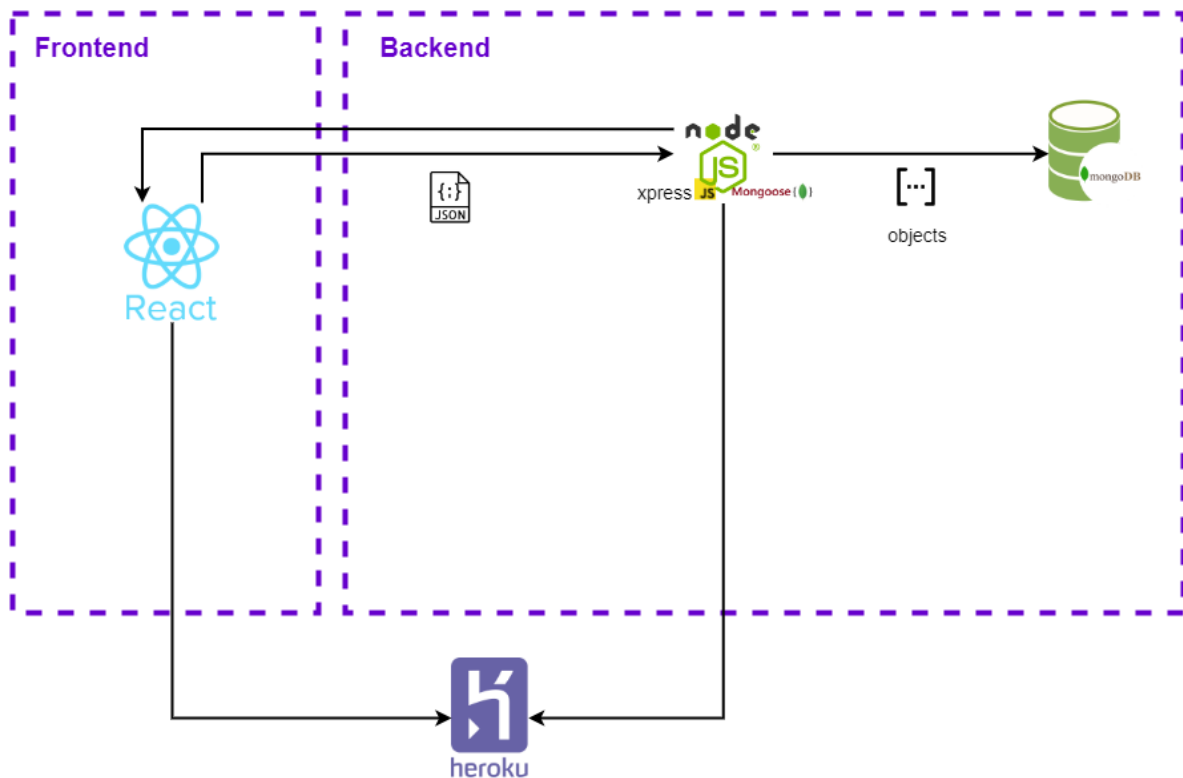 Frontend
Backend
node
®
JS
{;}
JSON
xpress JS Mongoose{ }
[...]
mongoDB
objects
React
heroku